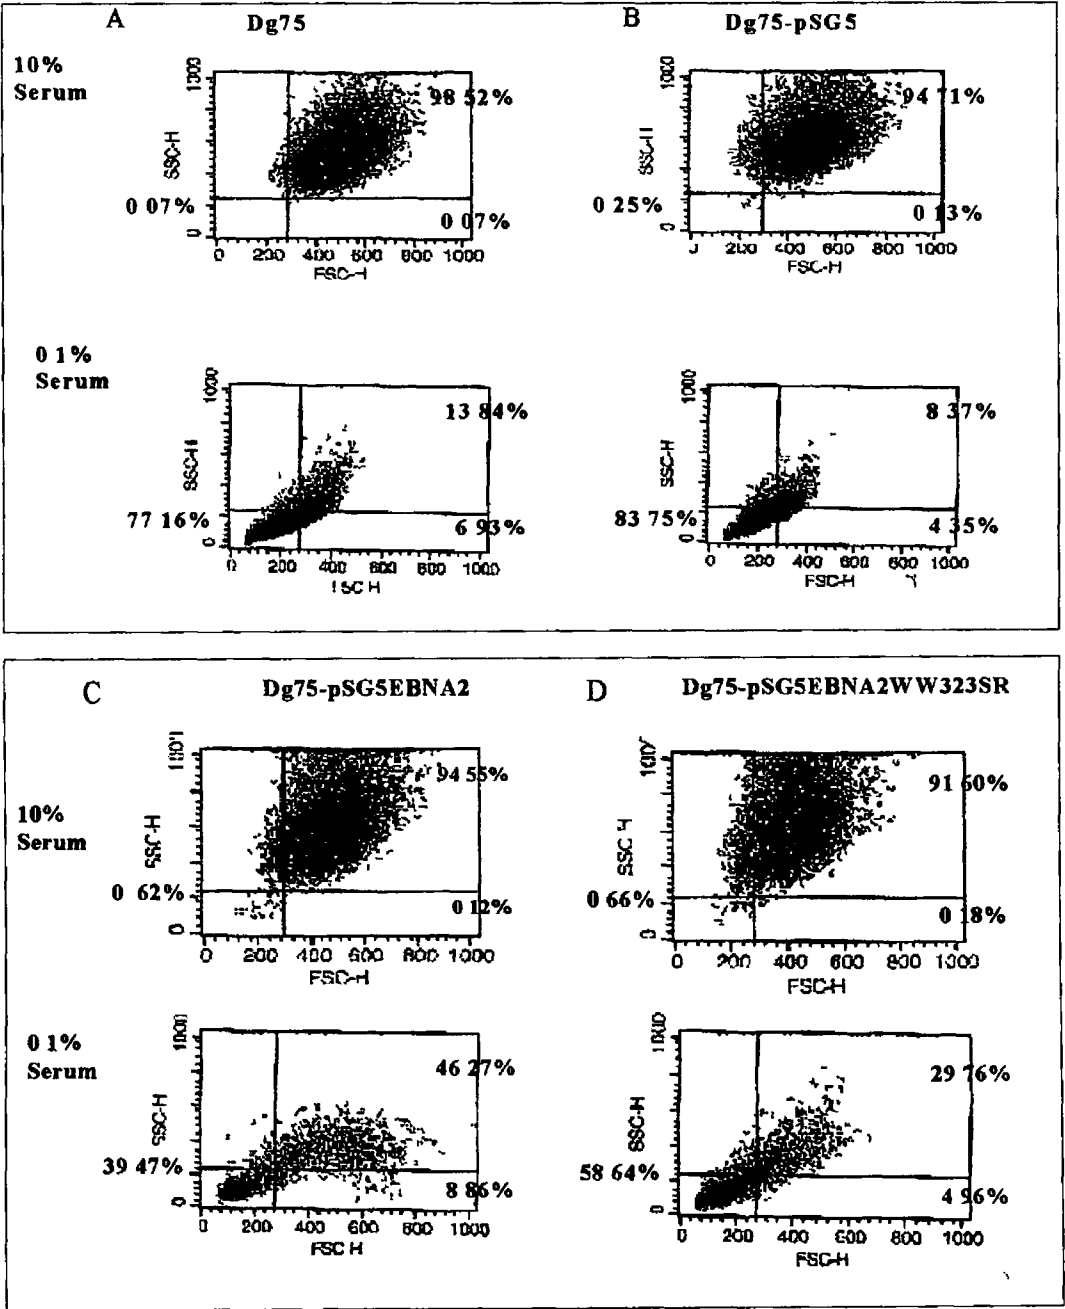 A
Dg75
B
Dg75-pSG5
10%
Serum
1000
SSC-H
98 52%
0 07%
0 07%
0
0 200 400 600 800 1000
FSC-H
1000
94 71%
0 25%
0 13%
0
200 400 600 800 1000
FSC-H
0 1%
Serum
1000
13 84%
77 16%
6 93%
0
0 200 400 600 800 1000
1000
SSC-H
8 37%
83 75%
4 35%
0
0 200 400 600 800 1000
FSC-H
C
Dg75-pSG5EBNA2
D
Dg75-pSG5EBNA2WW323SR
10%
Serum
SSC-H
94 55%
0 62%
0 12%
0
0 200 400 600 800 1000
FSC-H
91 60%
0 66%
0 18%
0
0 200 400 600 800 1000
FSC-H
0 1%
Serum
1000
SSC-H
46 27%
39 47%
8 86%
0
0 200 400 600 800 1000
FSC H
1000
SSC-H
29 76%
58 64%
4 96%
0
0 200 400 600 800 1000
FSC-H